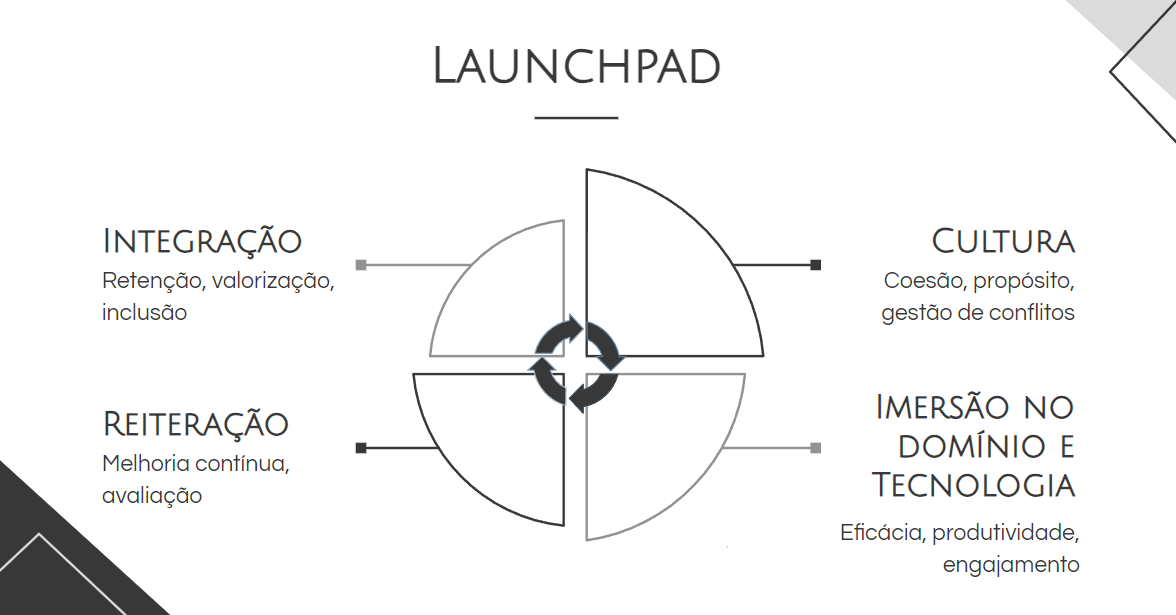 Launchpad
Integração
Retenção, valorização,
inclusão
Cultura
Coesão, propósito,
gestão de conflitos
Reiteração
Melhoria contínua,
avaliação
Imersão no
domínio e
Tecnologia
Eficácia, produtividade,
engajamento